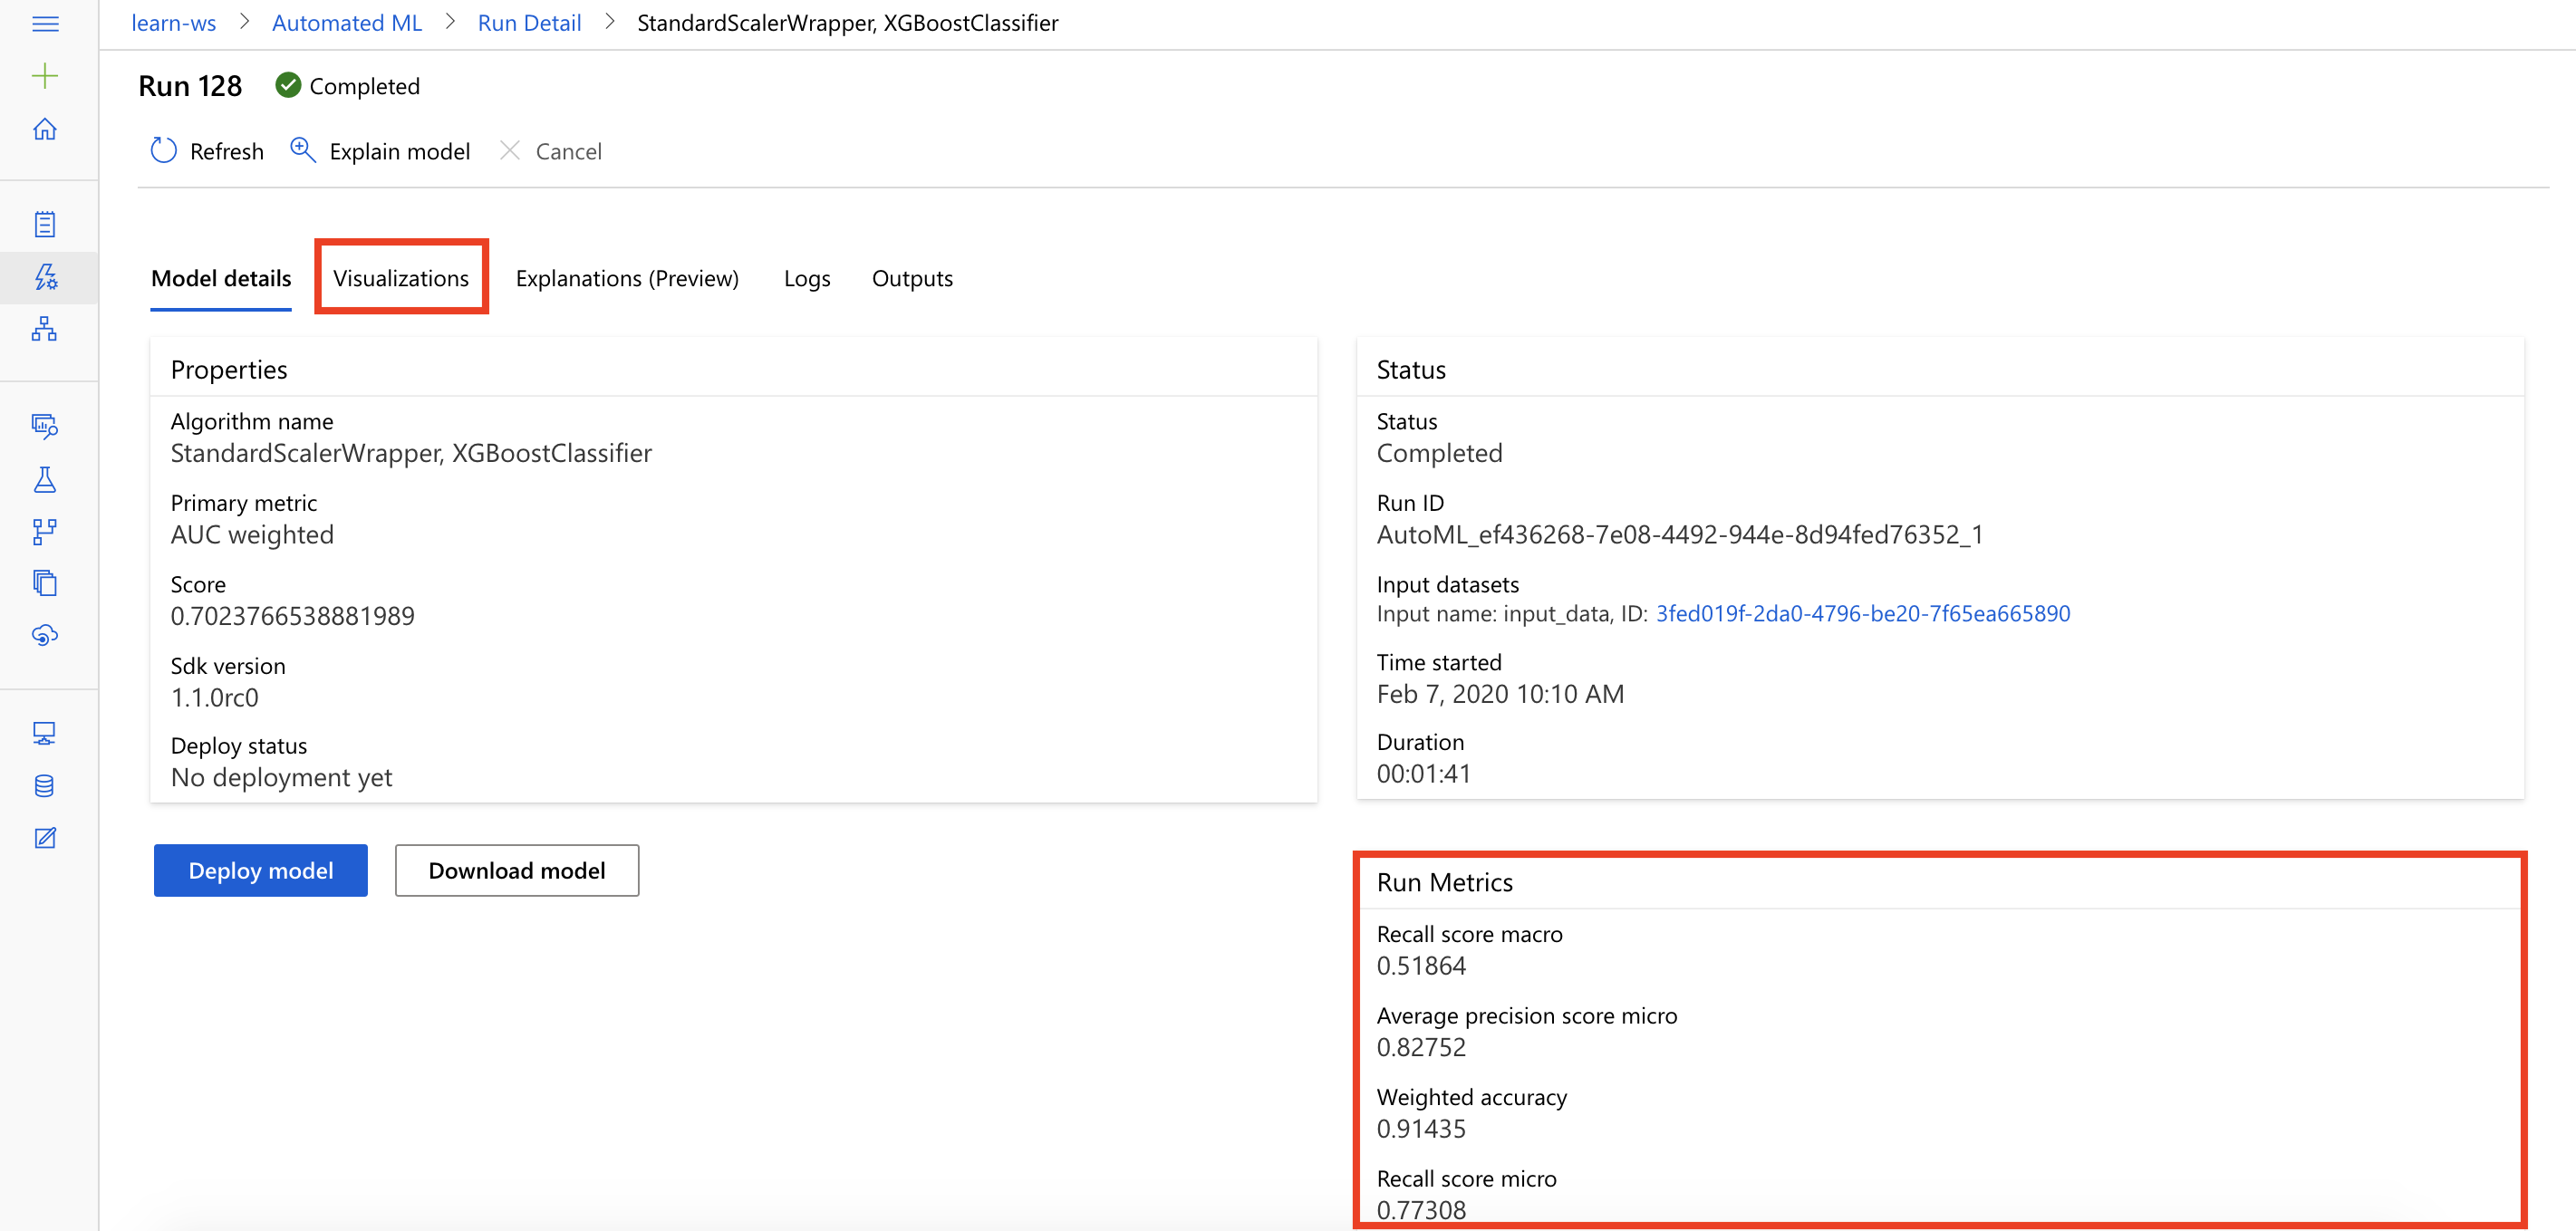 learn-ws > Automated ML > Run Detail > StandardScalerWrapper, XGBoostClassifier
Run 128 Completed
Refresh Explain model Cancel
Model details Visualizations Explanations (Preview) Logs Outputs
Properties
Algorithm name
StandardScalerWrapper, XGBoostClassifier
Primary metric
AUC weighted
Score
0.7023766538881989
Sdk version
1.1.0rc0
Deploy status
No deployment yet
Deploy model Download model
Status
Status
Completed
Run ID
AutoML_ef436268-7e08-4492-944e-8d94fed76352_1
Input datasets
Input name: input_data, ID: 3fed019f-2da0-4796-be20-7f65ea665890
Time started
Feb 7, 2020 10:10 AM
Duration
00:01:41
Run Metrics
Recall score macro
0.51864
Average precision score micro
0.82752
Weighted accuracy
0.91435
Recall score micro
0.77308